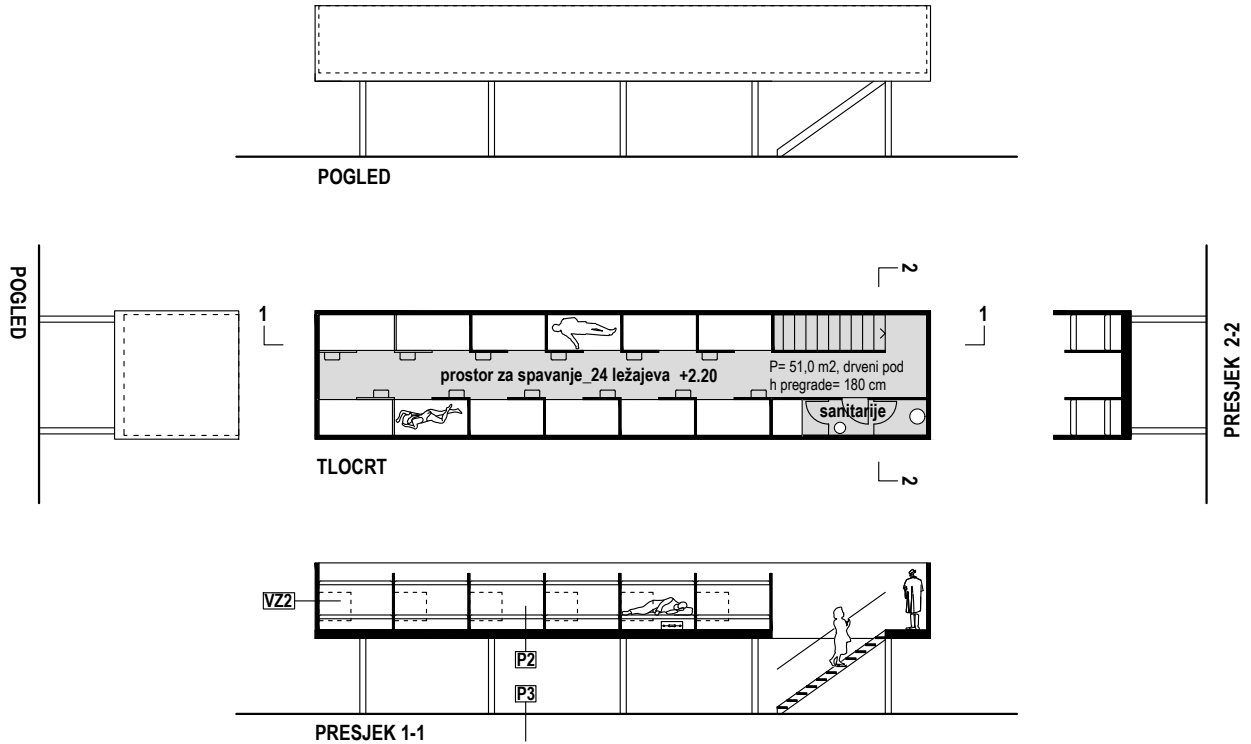 POGLED
POGLED
2
1
1
prostor za spavanje_24 ležajeva +2.20
P= 51,0 m2, drveni pod
h pregrade= 180 cm
sanitarije
PRESJEK 2-2
TLOCRT
2
VZ2
P2
P3
PRESJEK 1-1